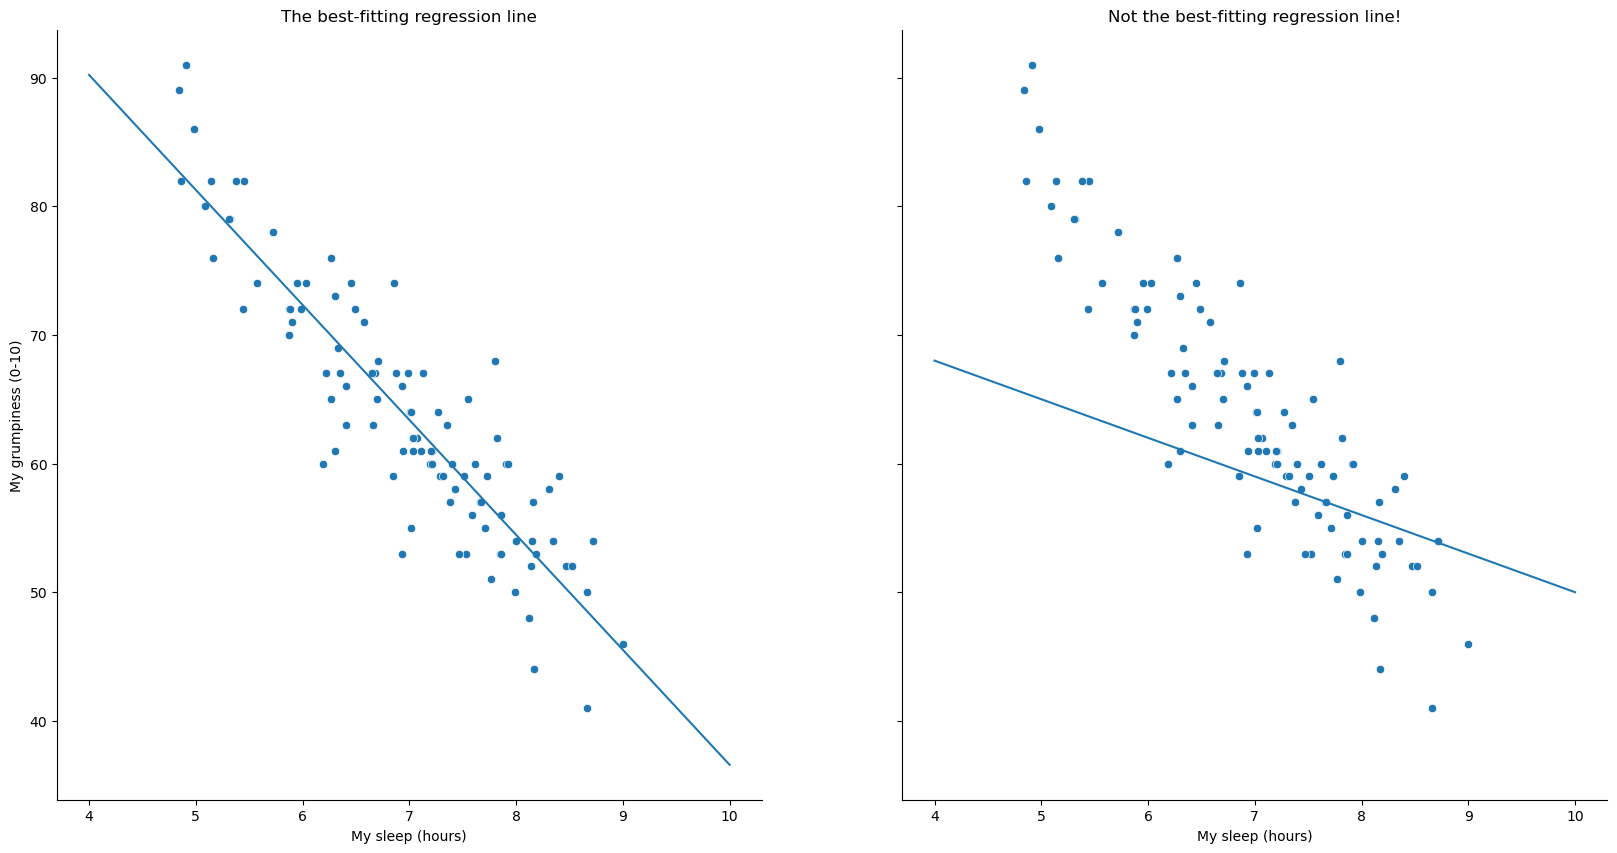 The best-fitting regression line
Not the best-fitting regression line!
My grumpiness (0-10)
90
80
70
60
50
40
4 5 6 7 8 9 10
4 5 6 7 8 9 10
My sleep (hours)
My sleep (hours)